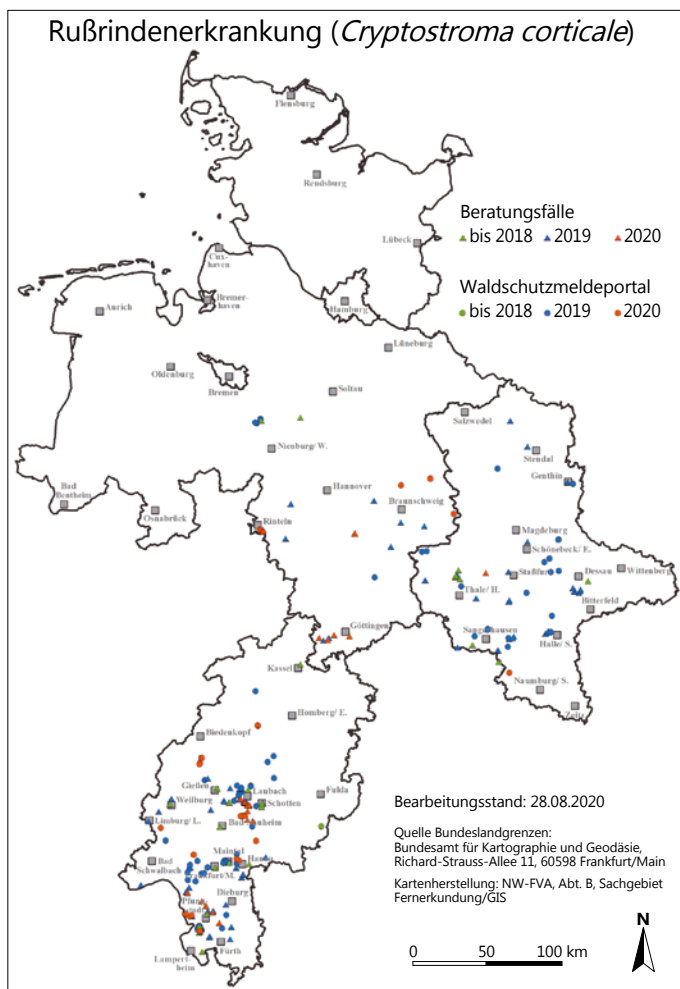 Rußrindenerkrankung (Cryptostroma corticale)
Flensburg
Rendsburg
Beratungsfälle
bis 2018 2019 2020
Lübeck
Cux-
haven
Waldschutzmeldeportal
bis 2018 2019 2020
Aurich
Bremer-
haven
Hamburg
Lüneburg
Oldenburg
Bremen
Soltau
Salzwedel
Nienburg/ W.
Stendal
Genthin
Bad
Bentheim
Hannover
Braunschweig
Osnabrück
Rinteln
Magdeburg
Schönebeck/ E.
Staßfurt
Dessau
Wittenberg
Thale/ H.
Bitterfeld
Göttingen
Sangerhausen
Halle/ S.
Kassel
Naumburg/ S.
Zeitz
Homberg/ E.
Biedenkopf
Gießen
Laubach
Fulda
Weilburg
Schotten
Bearbeitungsstand: 28.08.2020
Limburg/ L.
Bad Nauheim
Quelle Bundeslandgrenzen:
Bundesamt für Kartographie und Geodäsie,
Richard-Strauss-Allee 11, 60598 Frankfurt/Main
Maintal
Hanau
Bad
Schwalbach
Frankfurt/M.
Kartenherstellung: NW-FVA, Abt. B, Sachgebiet
Fernerkundung/GIS
Dieburg
Fürth
Lampert-
heim
N
0 50 100 km